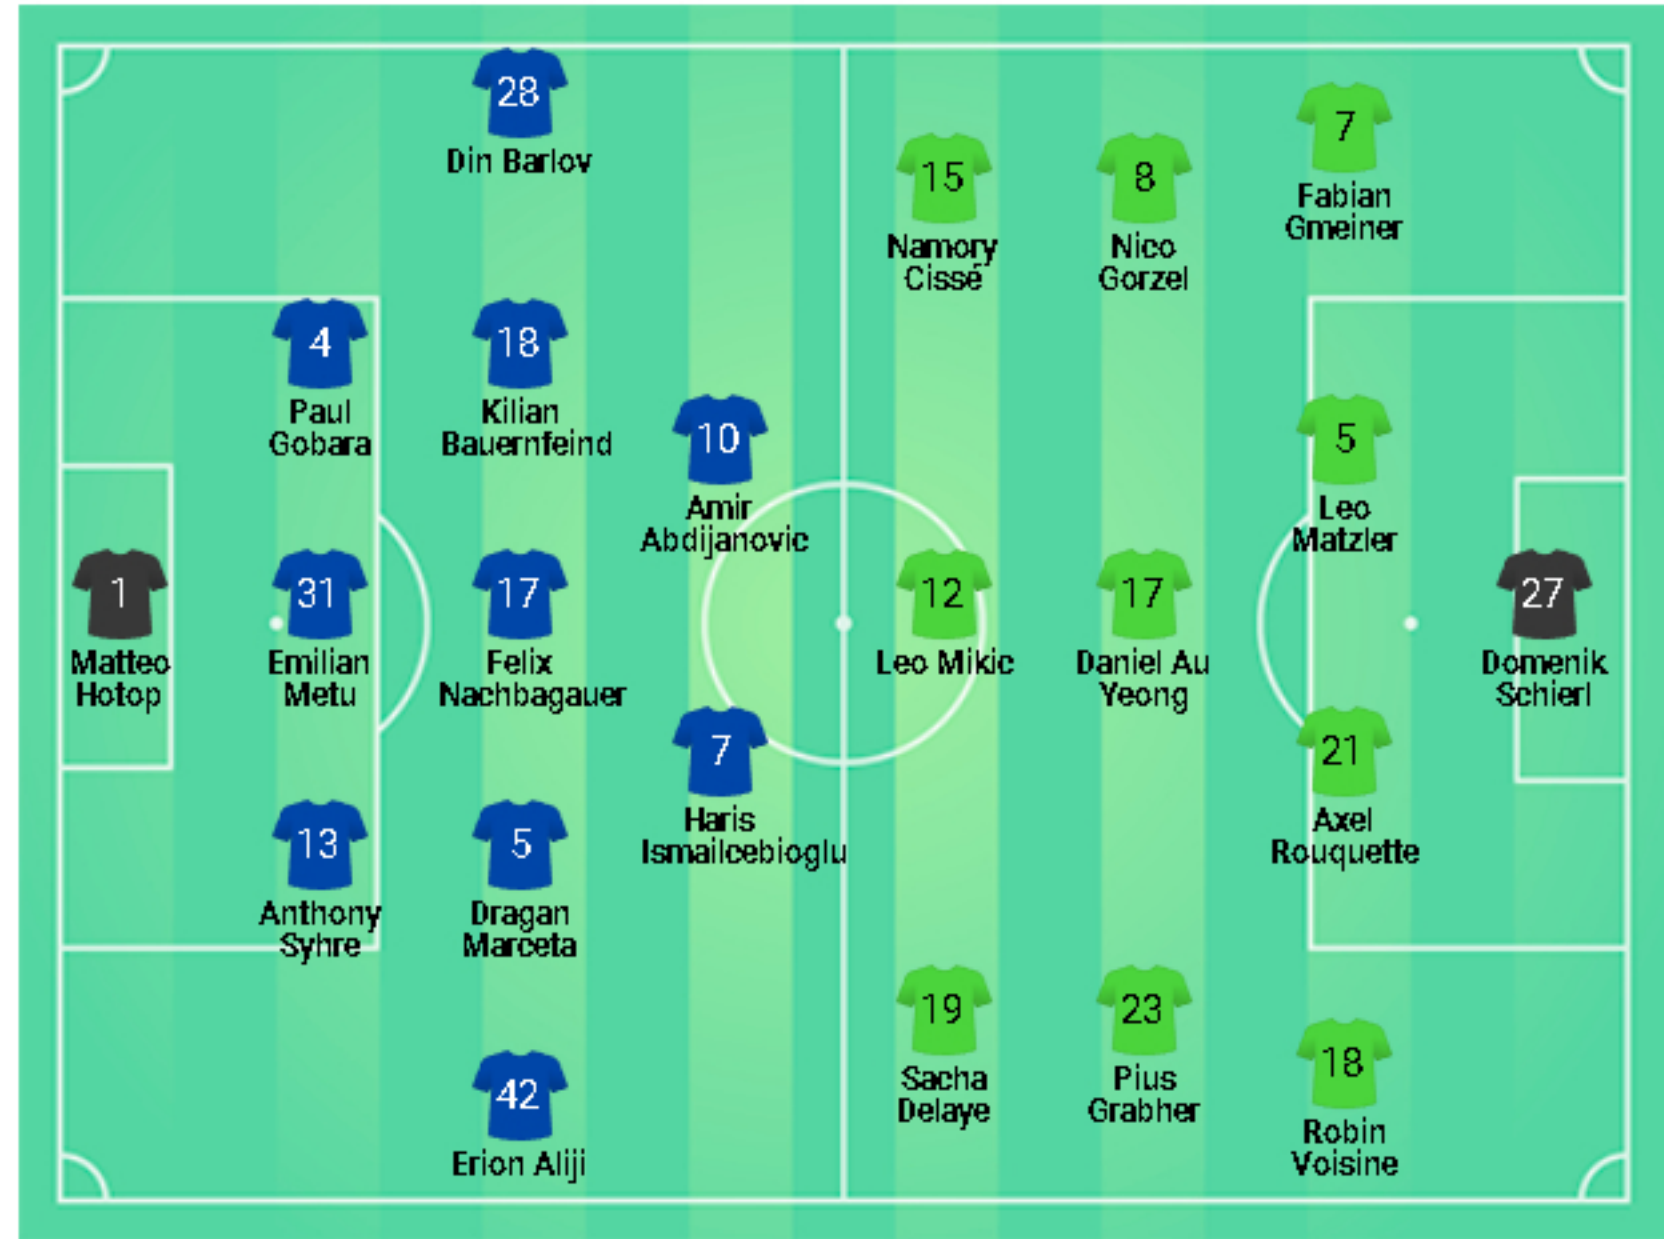 28
Din Barlov
4
Paul
Gobara
18
Kilian
Bauernfeind
10
Amir
Abdijanovic
1
Matteo
Hotop
31
Emilian
Metu
17
Felix
Nachbagauer
7
Haris
Ismailcebioglu
13
Anthony
Syhre
5
Dragan
Marceta
42
Erion Aliji
15
Namory
Cissé
8
Nico
Gorzel
7
Fabian
Gmeiner
5
Leo
Matzler
12
Leo Mikic
17
Daniel Au
Yeong
27
Domenik
Schierl
21
Axel
Rouquette
19
Sacha
Delaye
23
Pius
Grabher
18
Robin
Voisine